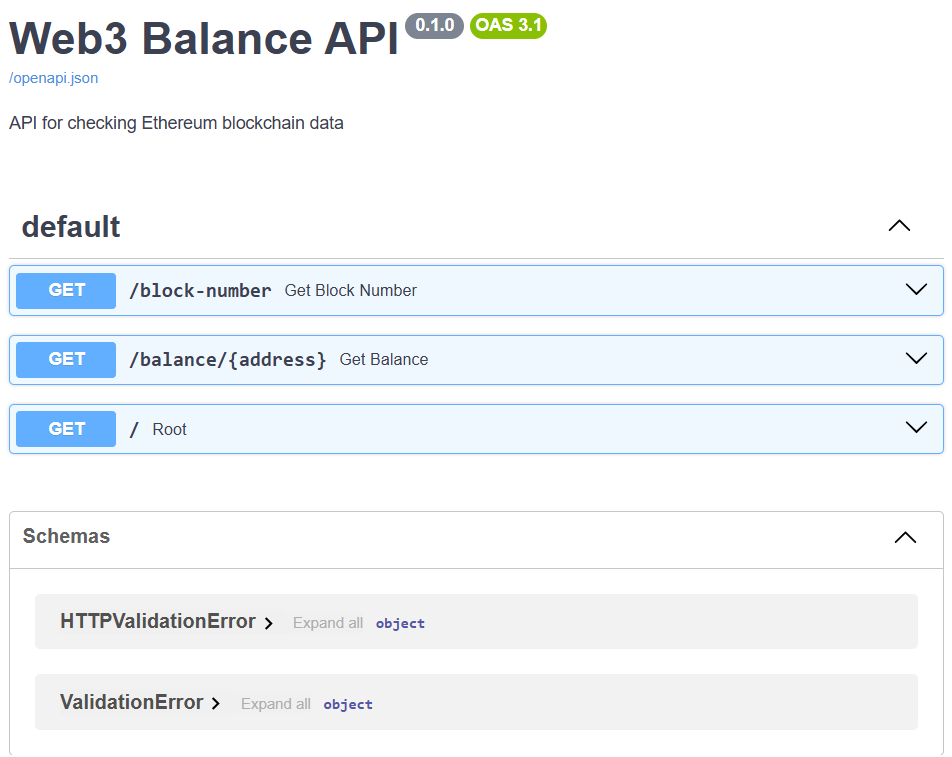 Web3 Balance API 0.1.0 OAS 3.1
/openapi.json
API for checking Ethereum blockchain data
default
GET /block-number Get Block Number
GET /balance/{address} Get Balance
GET / Root
Schemas
HTTPValidationError Expand all object
ValidationError Expand all object